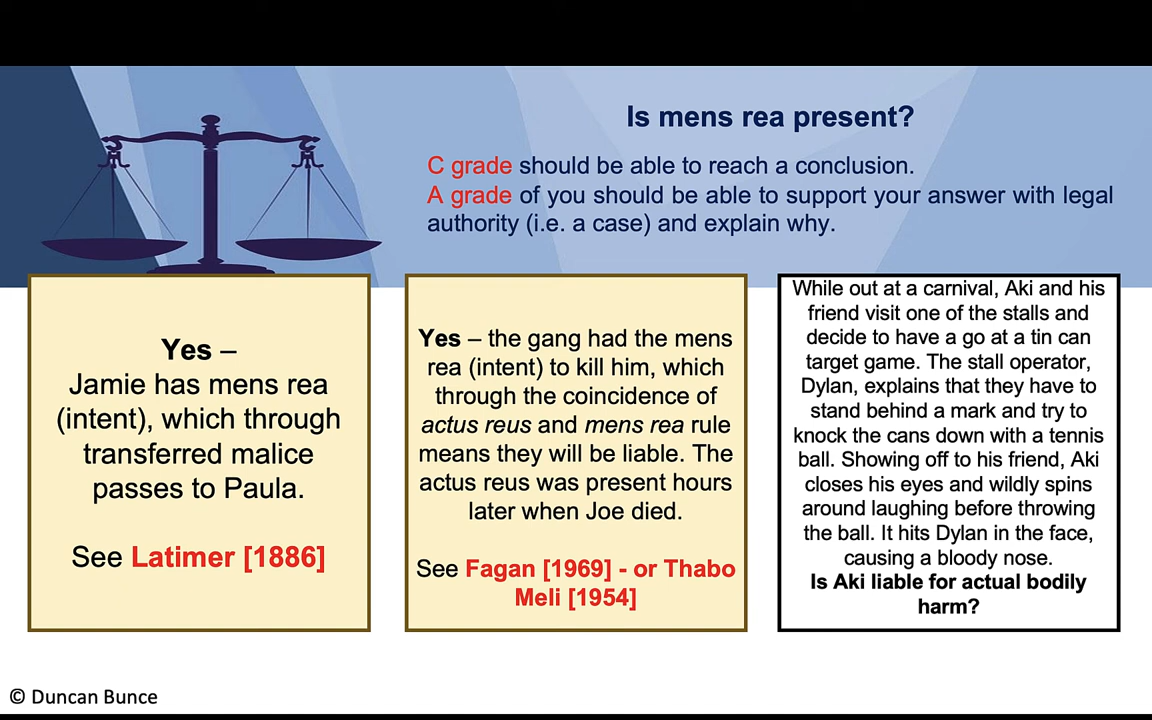 Is mens rea present?
C grade should be able to reach a conclusion.
A grade of you should be able to support your answer with legal
authority (i.e. a case) and explain why.
Yes –
Jamie has mens rea
(intent), which through
transferred malice
passes to Paula.
See Latimer [1886]
Yes – the gang had the mens
rea (intent) to kill him, which
through the coincidence of
actus reus and mens rea rule
means they will be liable. The
actus reus was present hours
later when Joe died.
See Fagan [1969] - or Thabo
Meli [1954]
While out at a carnival, Aki and his
friend visit one of the stalls and
decide to have a go at a tin can
target game. The stall operator,
Dylan, explains that they have to
stand behind a mark and try to
knock the cans down with a tennis
ball. Showing off to his friend, Aki
closes his eyes and wildly spins
around laughing before throwing
the ball. It hits Dylan in the face,
causing a bloody nose.
Is Aki liable for actual bodily
harm?
© Duncan Bunce